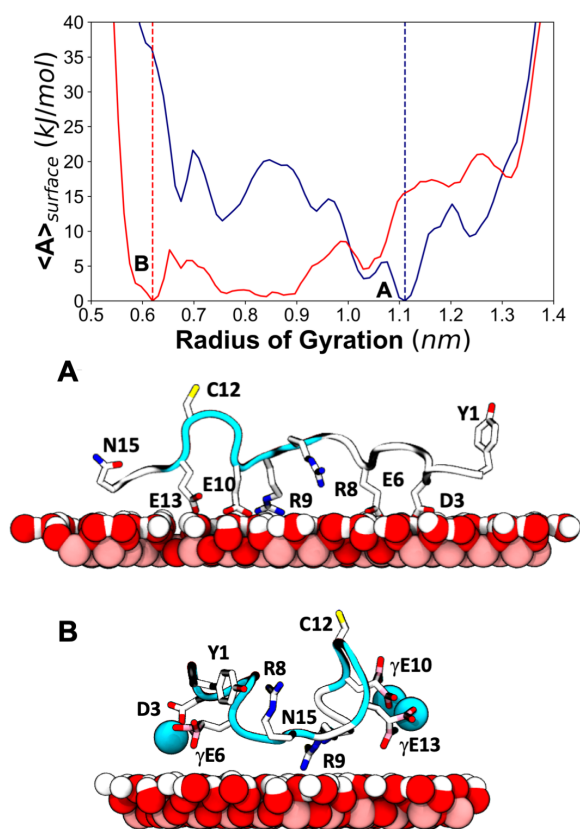 40
35
30
25
20
15
10
5
0
<A>surface (kJ/mol)
B
A
0.5 0.6 0.7 0.8 0.9 1.0 1.1 1.2 1.3 1.4
Radius of Gyration (nm)
A
C12
Y1
N15
E13 E10 R9 R8 E6 D3
B
C12
Y1 R8 γE10
D3 N15
γE6 R9 γE13